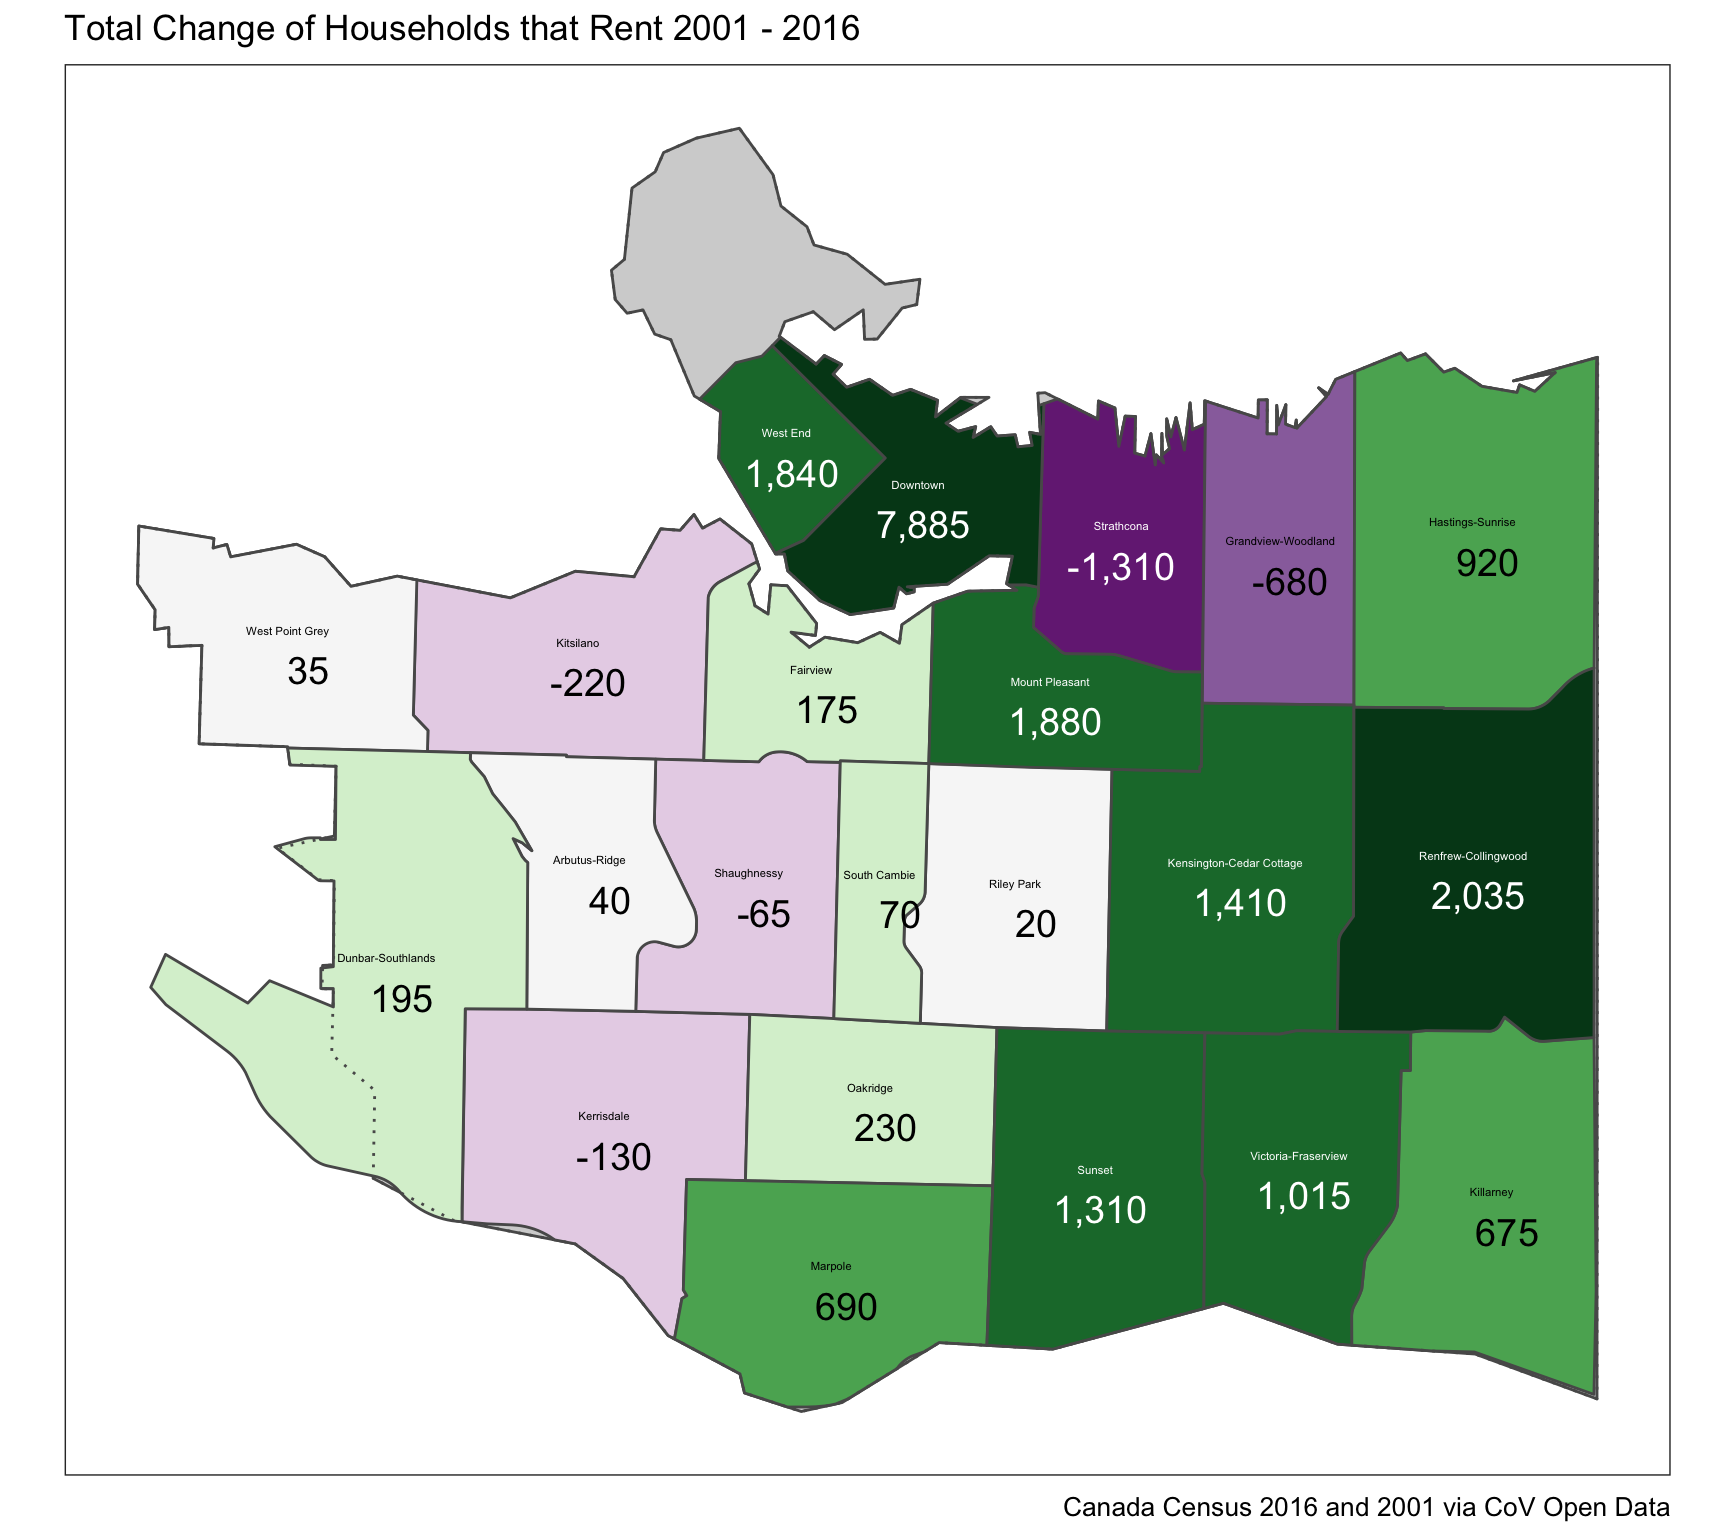 Total Change of Households that Rent 2001 - 2016
West End
1,840
Downtown
7,885
Strathcona
-1,310
Grandview-Woodland
-680
Hastings-Sunrise
920
West Point Grey
35
Kitsilano
-220
Fairview
175
Mount Pleasant
1,880
Arbutus-Ridge
40
Shaughnessy
-65
South Cambie
70
Riley Park
20
Kensington-Cedar Cottage
1,410
Renfrew-Collingwood
2,035
Dunbar-Southlands
195
Kerrisdale
-130
Oakridge
230
Sunset
1,310
Victoria-Fraserview
1,015
Killarney
675
Marpole
690
Canada Census 2016 and 2001 via CoV Open Data